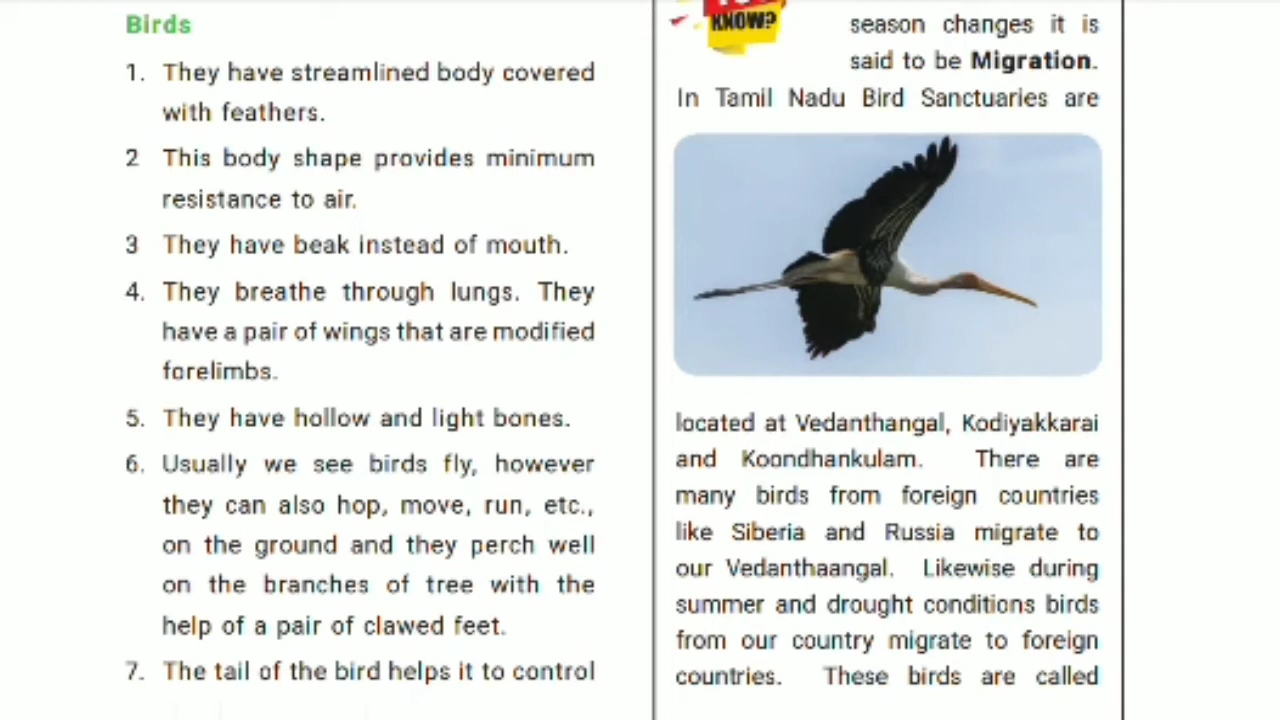 Birds
1. They have streamlined body covered
with feathers.
2 This body shape provides minimum
resistance to air.
3 They have beak instead of mouth.
4. They breathe through lungs. They
have a pair of wings that are modified
forelimbs.
5. They have hollow and light bones.
6. Usually we see birds fly, however
they can also hop, move, run, etc.,
on the ground and they perch well
on the branches of tree with the
help of a pair of clawed feet.
7. The tail of the bird helps it to control
KNOW?
season changes it is
said to be Migration.
In Tamil Nadu Bird Sanctuaries are
located at Vedanthangal, Kodiyakkarai
and Koondhankulam. There are
many birds from foreign countries
like Siberia and Russia migrate to
our Vedanthaangal. Likewise during
summer and drought conditions birds
from our country migrate to foreign
countries. These birds are called